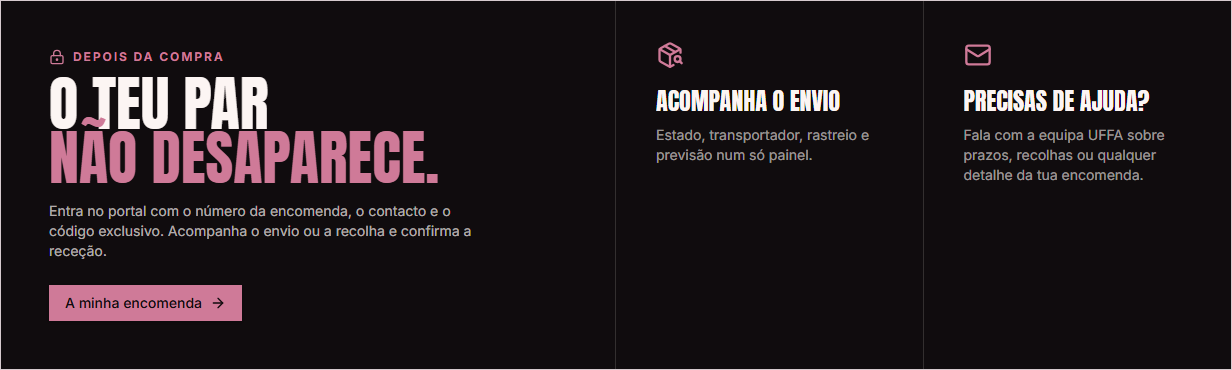 DEPOIS DA COMPRA
O TEU PAR
NÃO DESAPARECE.
Entra no portal com o número da encomenda, o contacto e o
código exclusivo. Acompanha o envio ou a recolha e confirma a
receção.
A minha encomenda
ACOMPANHA O ENVIO
Estado, transportador, rastreio e
previsão num só painel.
PRECISAS DE AJUDA?
Fala com a equipa UFFA sobre
prazos, recolhas ou qualquer
detalhe da tua encomenda.